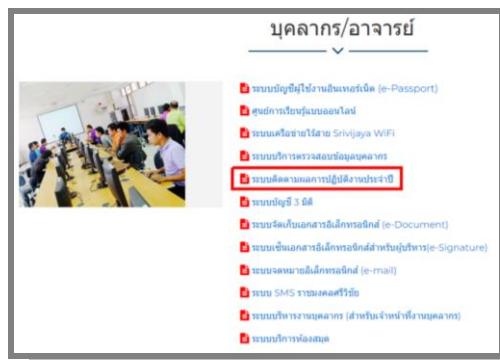 บุคลากร/อาจารย์
ระบบบัญชีผู้ใช้งานอินเทอร์เน็ต (e-Passport)
ศูนย์การเรียนรู้แบบออนไลน์
ระบบเครือข่ายไร้สาย Srivijaya WiFi
ระบบบริการตรวจสอบข้อมูลบุคลากร
ระบบติดตามผลการปฏิบัติงานประจำปี
ระบบบัญชี 3 มิติ
ระบบจัดเก็บเอกสารอิเล็กทรอนิกส์ (e-Document)
ระบบเซ็นเอกสารอิเล็กทรอนิกส์สำหรับผู้บริหาร(e-Signature)
ระบบจดหมายอิเล็กทรอนิกส์ (e-mail)
ระบบ SMS ราชมงคลศรีวิชัย
ระบบบริหารงานบุคลากร (สำหรับเจ้าหน้าที่งานบุคลากร)
ระบบบริการห้องสมุด